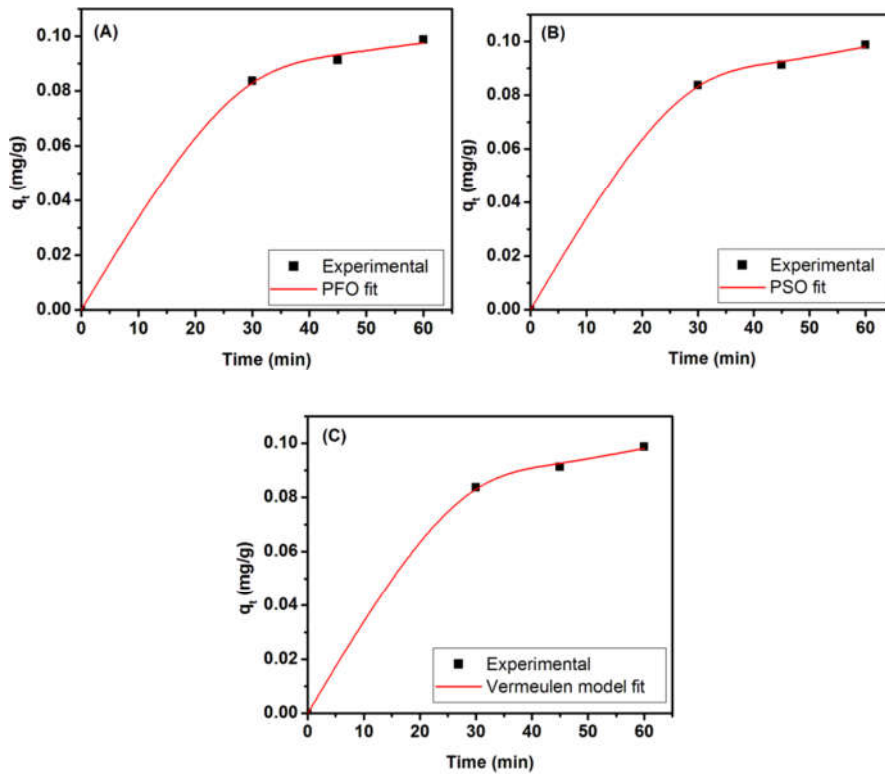 (A)
0.10
0.08
0.06
0.04
0.02
0.00
qt (mg/g)
0 10 20 30 40 50 60
Time (min)
Experimental
PFO fit
(B)
0.10
0.08
0.06
0.04
0.02
0.00
qt (mg/g)
0 10 20 30 40 50 60
Time (min)
Experimental
PSO fit
(C)
0.10
0.08
0.06
0.04
0.02
0.00
qt (mg/g)
0 10 20 30 40 50 60
Time (min)
Experimental
Vermeulen model fit